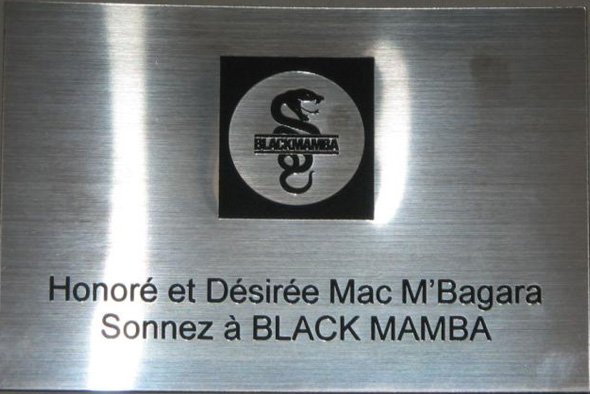 BLACKMAMBA
Honoré et Désirée Mac M'Bagara
Sonnez à BLACK MAMBA